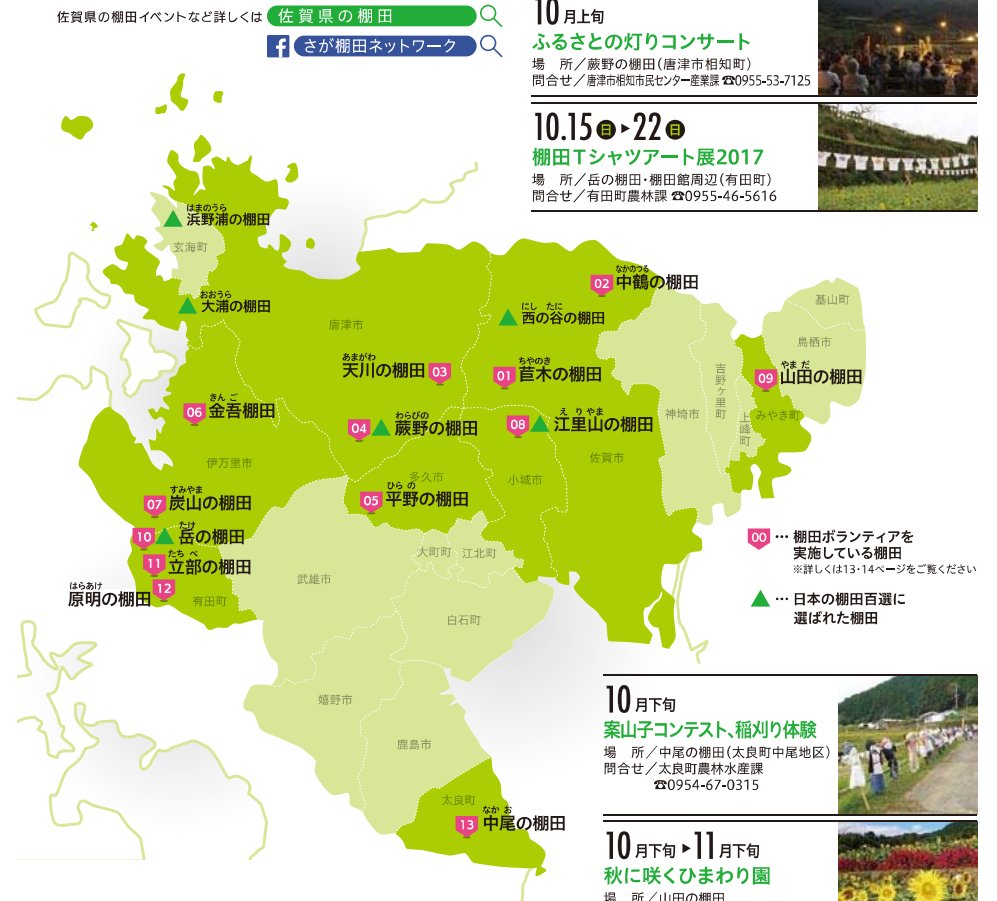 佐賀県の棚田イベントなど詳しくは 佐賀県の棚田
さが棚田ネットワーク
10月上旬
ふるさとの灯りコンサート
場　所／蕨野の棚田(唐津市相知町)
問合せ／唐津市相知市民センター産業課 ☎0955-53-7125
10.15日▶22日
棚田Tシャツアート展2017
場　所／岳の棚田・棚田館周辺(有田町)
問合せ／有田町農林課 ☎0955-46-5616
はまのうら
浜野浦の棚田
玄海町
おおうら
大浦の棚田
唐津市
なかのつる
02 中鶴の棚田
にし たに
西の谷の棚田
あまがわ
天川の棚田 03
ちやのき
01 苣木の棚田
基山町
鳥栖市
やま だ
09 山田の棚田
みやき町
吉野ヶ里町
上峰町
神埼市
きん ご
06 金吾棚田
わらびの
04 蕨野の棚田
え り やま
08 江里山の棚田
伊万里市
多久市
小城市
佐賀市
ひら の
05 平野の棚田
すみやま
07 炭山の棚田
たけ
10 岳の棚田
たち べ
11 立部の棚田
はらあけ
原明の棚田 12
有田町
武雄市
大町町
江北町
白石町
嬉野市
鹿島市
太良町
なか お
13 中尾の棚田
00 … 棚田ボランティアを
実施している棚田
※詳しくは13・14ページをご覧ください
… 日本の棚田百選に
選ばれた棚田
10月下旬
案山子コンテスト、稲刈り体験
場　所／中尾の棚田(太良町中尾地区)
問合せ／太良町農林水産課
☎0954-67-0315
10月下旬▶11月下旬
秋に咲くひまわり園
場　所／山田の棚田